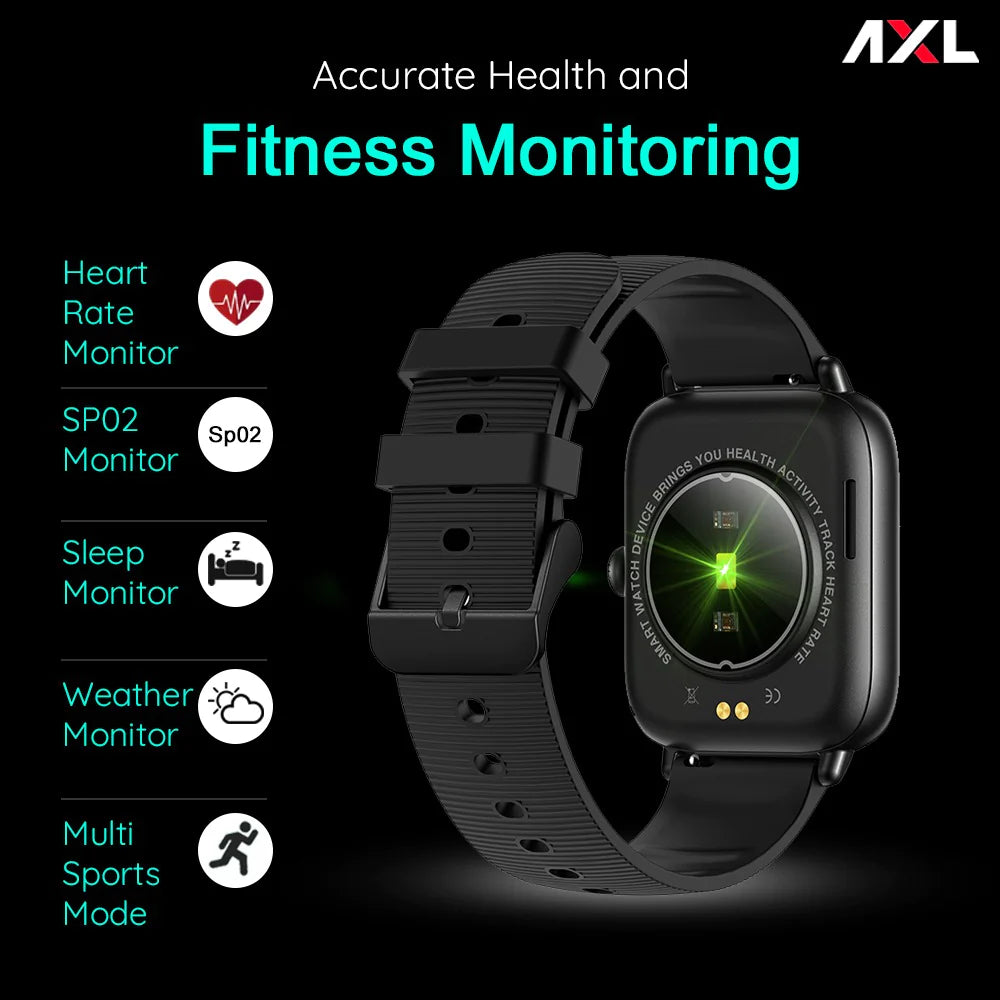 AXL
Accurate Health and
Fitness Monitoring
Heart
Rate
Monitor
SP02
Monitor
Sp02
Sleep
Monitor
z z z
Weather
Monitor
Multi
Sports
Mode
SMART WATCH DEVICE BRINGS YOU HEALTH ACTIVITY TRACK HEART RATE
CE